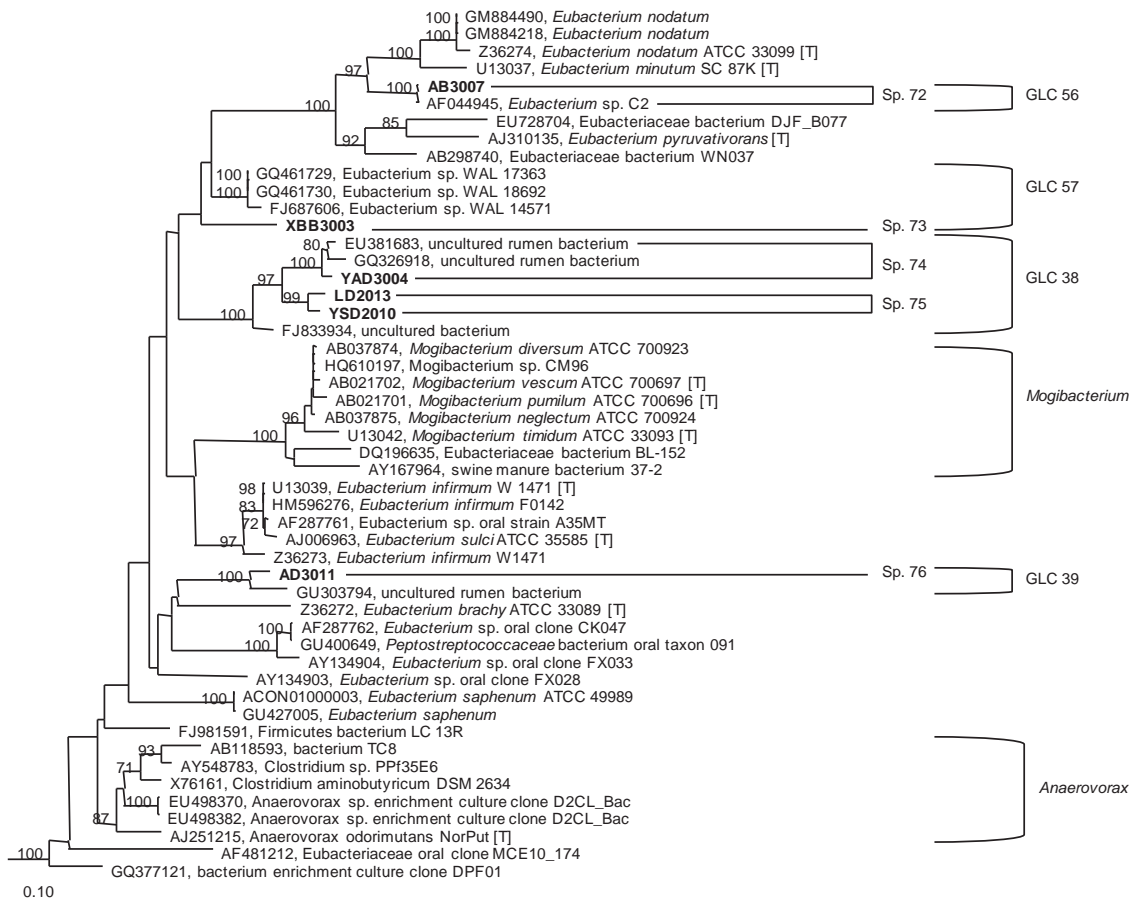 100 GM884490, Eubacterium nodatum
100 GM884218, Eubacterium nodatum
100 Z36274, Eubacterium nodatum ATCC 33099 [T]
97 U13037, Eubacterium minutum SC 87K [T]
100 AB3007 Sp. 72 GLC 56
AF044945, Eubacterium sp. C2
100 EU728704, Eubacteriaceae bacterium DJF_B077
85 AJ310135, Eubacterium pyruvativorans [T]
92 AB298740, Eubacteriaceae bacterium WN037
100 GQ461729, Eubacterium sp. WAL 17363
100 GQ461730, Eubacterium sp. WAL 18692 GLC 57
FJ687606, Eubacterium sp. WAL 14571
XBB3003 Sp. 73
80 EU381683, uncultured rumen bacterium
100 GQ326918, uncultured rumen bacterium Sp. 74
97 YAD3004 GLC 38
99 LD2013 Sp. 75
100 YSD2010
FJ833934, uncultured bacterium
AB037874, Mogibacterium diversum ATCC 700923
HQ610197, Mogibacterium sp. CM96
AB021702, Mogibacterium vescum ATCC 700697 [T]
AB021701, Mogibacterium pumilum ATCC 700696 [T] Mogibacterium
96 AB037875, Mogibacterium neglectum ATCC 700924
100 U13042, Mogibacterium timidum ATCC 33093 [T]
DQ196635, Eubacteriaceae bacterium BL-152
AY167964, swine manure bacterium 37-2
98 U13039, Eubacterium infirmum W 1471 [T]
83 HM596276, Eubacterium infirmum F0142
72 AF287761, Eubacterium sp. oral strain A35MT
97 AJ006963, Eubacterium sulci ATCC 35585 [T]
Z36273, Eubacterium infirmum W1471
100 AD3011 Sp. 76 GLC 39
GU303794, uncultured rumen bacterium
Z36272, Eubacterium brachy ATCC 33089 [T]
100 AF287762, Eubacterium sp. oral clone CK047
100 GU400649, Peptostreptococcaceae bacterium oral taxon 091
AY134904, Eubacterium sp. oral clone FX033
AY134903, Eubacterium sp. oral clone FX028
100 ACON01000003, Eubacterium saphenum ATCC 49989
GU427005, Eubacterium saphenum
FJ981591, Firmicutes bacterium LC 13R
93 AB118593, bacterium TC8
71 AY548783, Clostridium sp. PPf35E6
X76161, Clostridium aminobutyricum DSM 2634 Anaerovorax
100 EU498370, Anaerovorax sp. enrichment culture clone D2CL_Bac
87 EU498382, Anaerovorax sp. enrichment culture clone D2CL_Bac
AJ251215, Anaerovorax odorimutans NorPut [T]
100 AF481212, Eubacteriaceae oral clone MCE10_174
GQ377121, bacterium enrichment culture clone DPF01
0.10